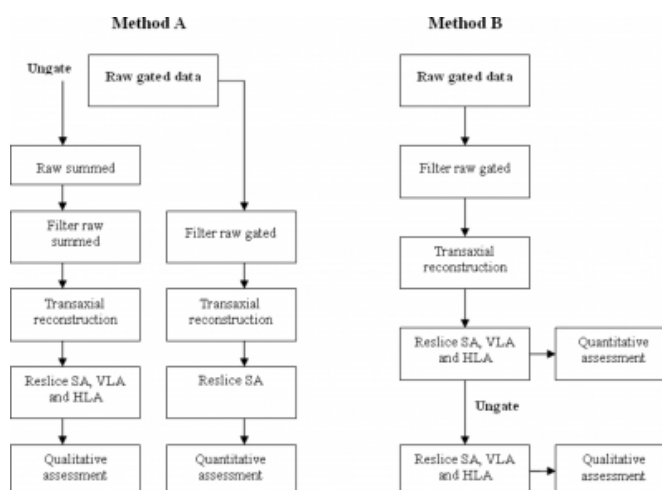 Method A
Method B
Ungate
Raw gated data
Raw summed
Filter raw
summed
Filter raw gated
Transaxial
reconstruction
Transaxial
reconstruction
Reslice SA, VLA
and HLA
Reslice SA
Qualitative
assessment
Quantitative
assessment
Raw gated data
Filter raw gated
Transaxial
reconstruction
Reslice SA, VLA
and HLA
Quantitative
assessment
Ungate
Reslice SA, VLA
and HLA
Qualitative
assessment